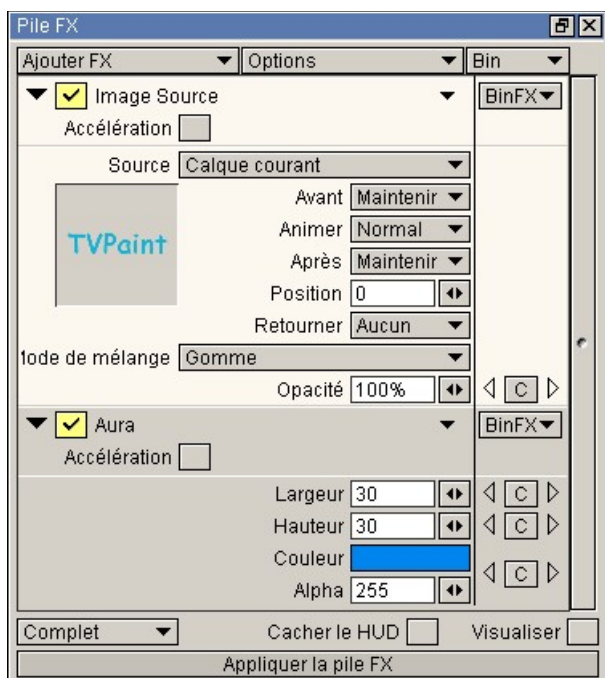 Pile FX
Ajouter FX Options Bin
Image Source BinFX
Accélération
Source Calque courant
TVPaint
Avant Maintenir
Animer Normal
Après Maintenir
Position 0
Retourner Aucun
de mélange Gomme
Opacité 100% C
Aura BinFX
Accélération
Largeur 30 C
Hauteur 30 C
Couleur
Alpha 255 C
Complet Cacher le HUD Visualiser
Appliquer la pile FX